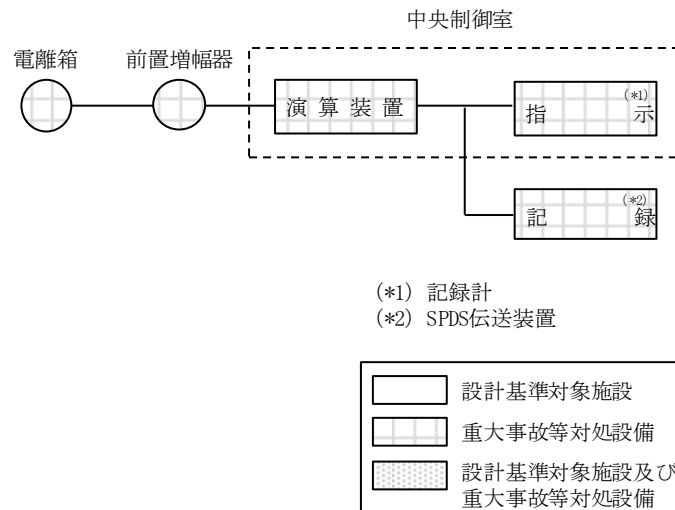 中央制御室
電離箱
前置増幅器
演算装置
指示
(*1)
記録
(*2)
(*1) 記録計
(*2) SPDS伝送装置
設計基準対象施設
重大事故等対処設備
設計基準対象施設及び
重大事故等対処設備